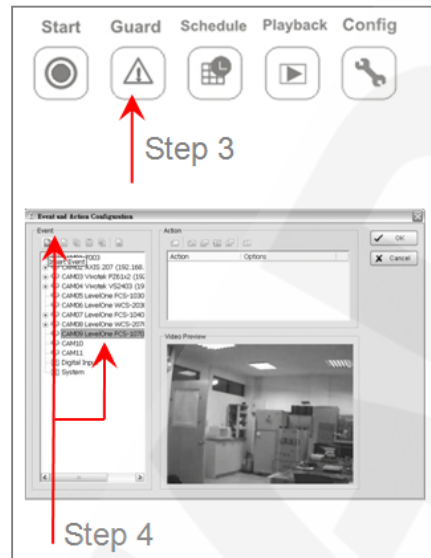 Start Guard Schedule Playback Config
Step 3
Event and Action Configuration
Event
Action
OK
Cancel
Insert Event
Action Options
CAM02 AXIS 207 (192.168.
CAM03 Vivotek PZ61x2 (192
CAM04 Vivotek VS2403 (192
CAM05 LevelOne FCS-1030
CAM06 LevelOne WCS-2030
CAM07 LevelOne FCS-1040
CAM08 LevelOne WCS-2070
CAM09 LevelOne FCS-1070
CAM10
CAM11
Digital Input
System
Video Preview
Step 4